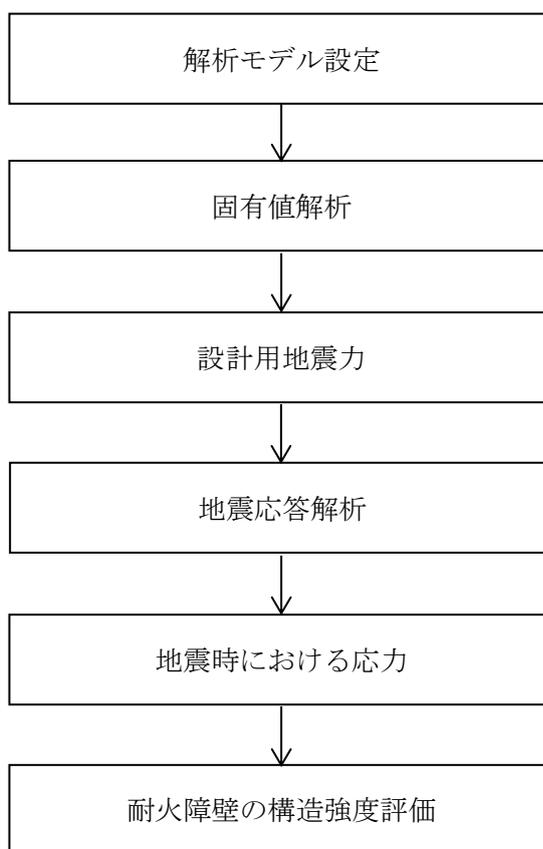 解析モデル設定
固有値解析
設計用地震力
地震応答解析
地震時における応力
耐火障壁の構造強度評価